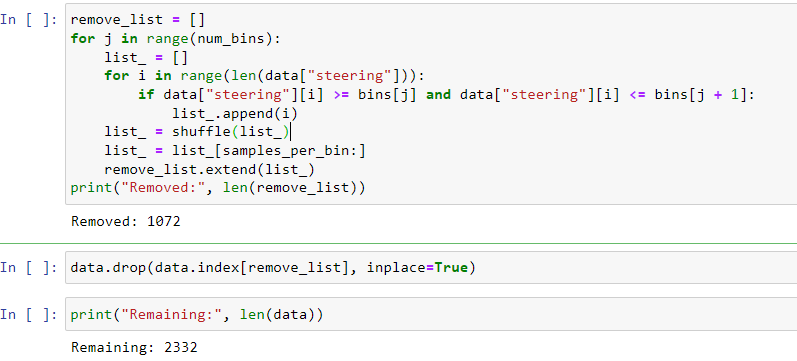 In [ ]: remove_list = []
for j in range(num_bins):
    list_ = []
    for i in range(len(data["steering"])):
        if data["steering"][i] >= bins[j] and data["steering"][i] <= bins[j + 1]:
            list_.append(i)
    list_ = shuffle(list_)
    list_ = list_[samples_per_bin:]
    remove_list.extend(list_)
print("Removed:", len(remove_list))
Removed: 1072
In [ ]: data.drop(data.index[remove_list], inplace=True)
In [ ]: print("Remaining:", len(data))
Remaining: 2332